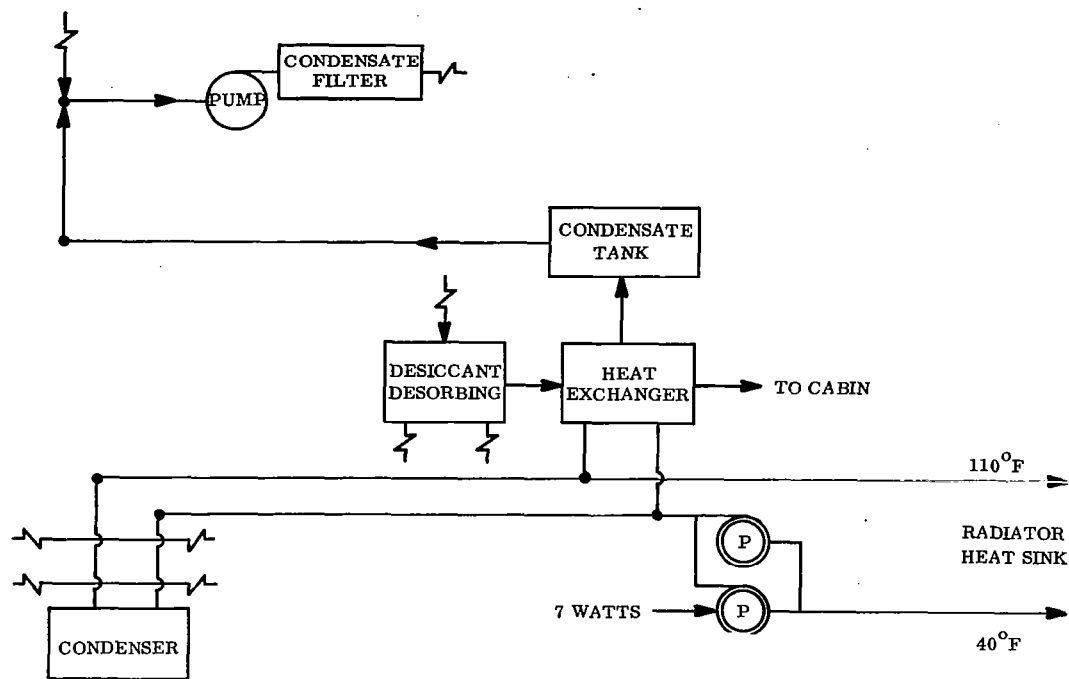 CONDENSATE
FILTER
PUMP
CONDENSATE
TANK
DESICCANT
DESORBING
HEAT
EXCHANGER
TO CABIN
110°F
RADIATOR
HEAT SINK
P
7 WATTS
P
40°F
CONDENSER